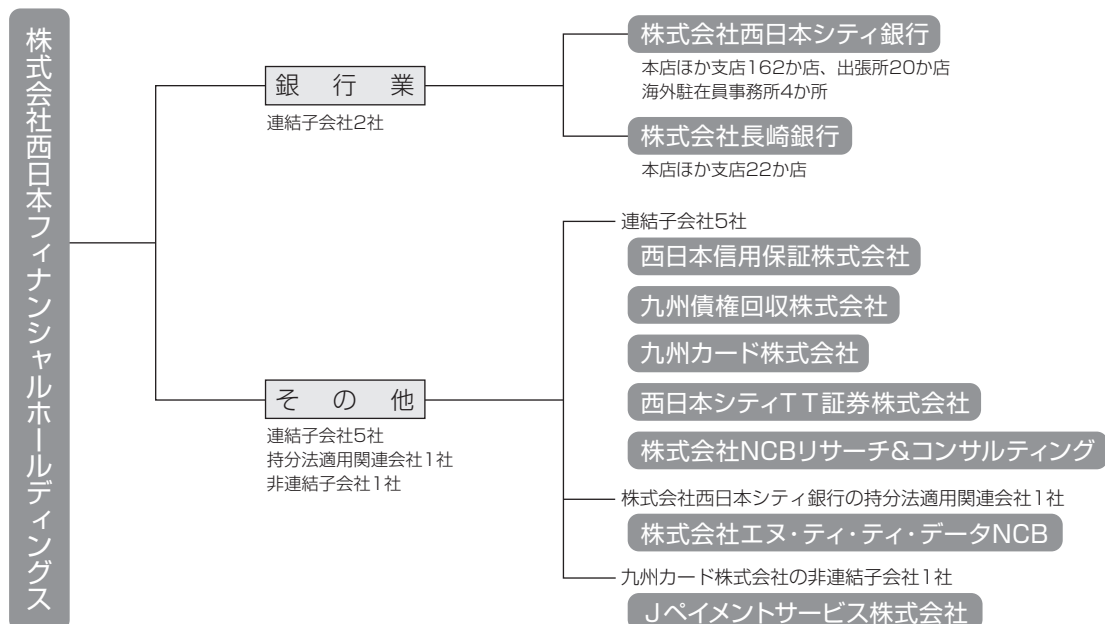 株式会社西日本フィナンシャルホールディングス
銀行業
連結子会社2社
株式会社西日本シティ銀行
本店ほか支店162か店、出張所20か店
海外駐在員事務所4か所
株式会社長崎銀行
本店ほか支店22か店
その他
連結子会社5社
持分法適用関連会社1社
非連結子会社1社
連結子会社5社
西日本信用保証株式会社
九州債権回収株式会社
九州カード株式会社
西日本シティTT証券株式会社
株式会社NCBリサーチ&コンサルティング
株式会社西日本シティ銀行の持分法適用関連会社1社
株式会社エヌ・ティ・ティ・データNCB
九州カード株式会社の非連結子会社1社
Jペイメントサービス株式会社